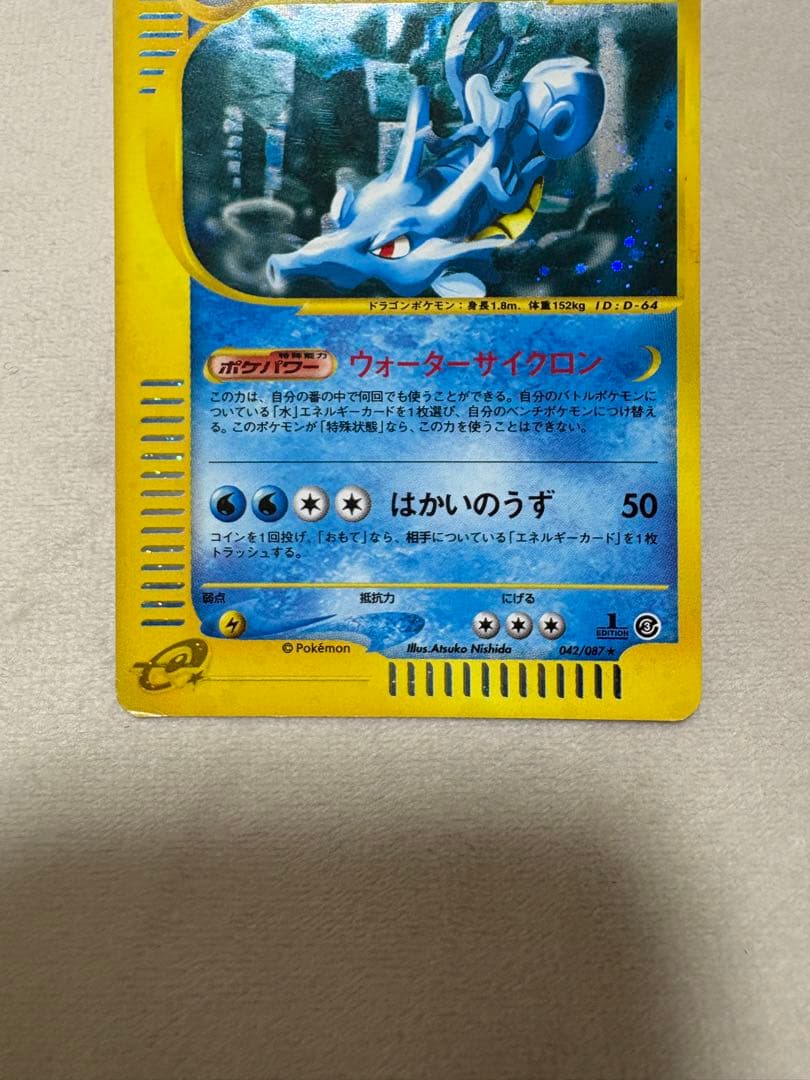 ドラゴンポケモン：身長1.8m、体重152kg ID：D-64
特殊能力
ポケパワー ウォーターサイクロン
この力は、自分の番の中で何回でも使うことができる。自分のバトルポケモンに
ついている「水」エネルギーカードを1枚選び、自分のベンチポケモンにつけ替え
る。このポケモンが「特殊状態」なら、この力を使うことはできない。
はかいのうず 50
コインを1回投げ、「おもて」なら、相手についている「エネルギーカード」を1枚
トラッシュする。
弱点 抵抗力 にげる
1 EDITION 3
© Pokémon Illus.Atsuko Nishida 042/087★
e